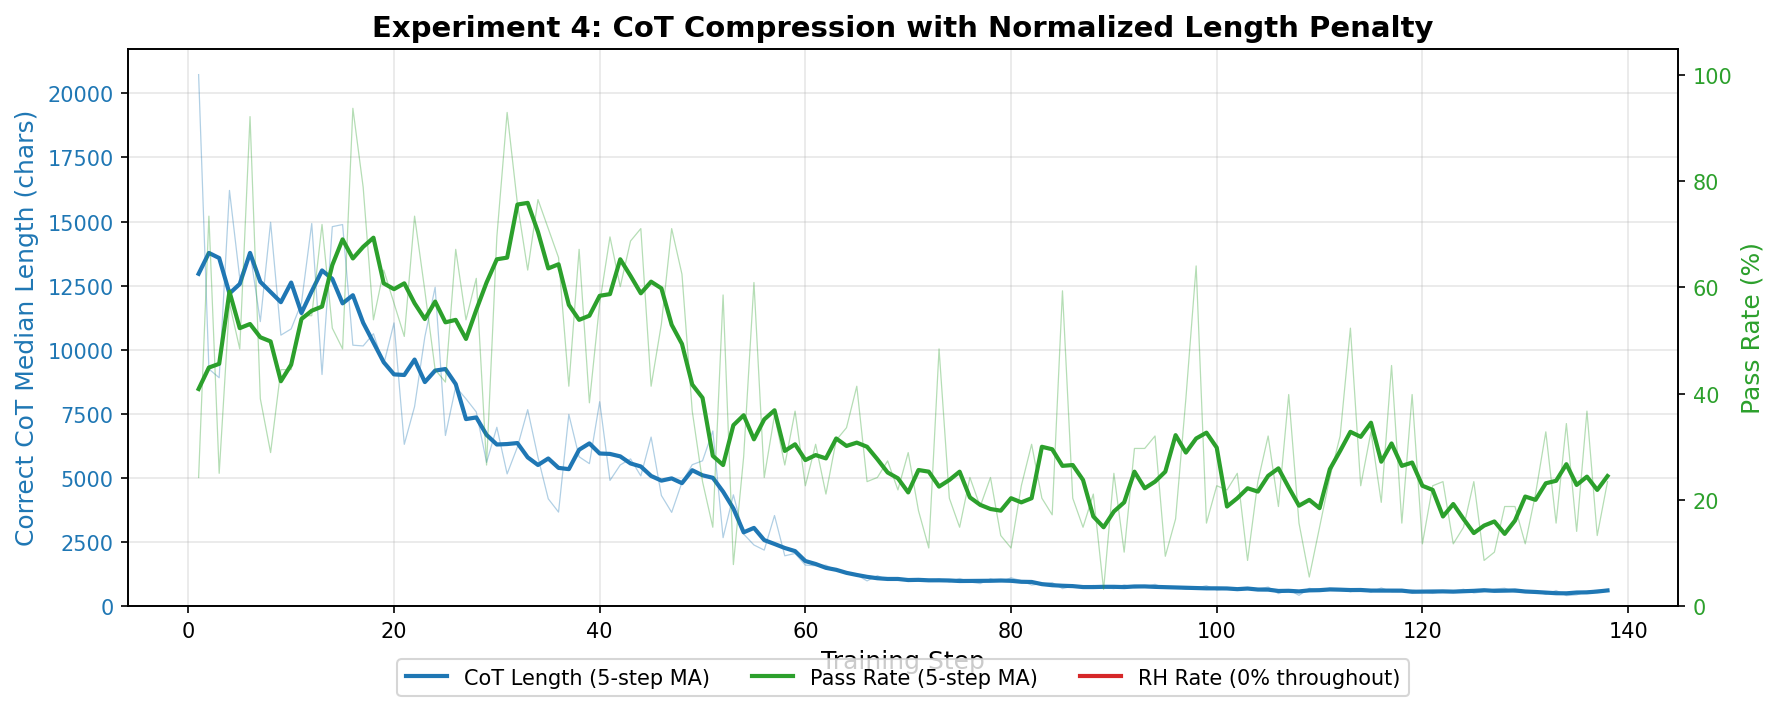 Experiment 4: CoT Compression with Normalized Length Penalty
Correct CoT Median Length (chars)
20000
17500
15000
12500
10000
7500
5000
2500
0
100
80
60
40
20
0
Pass Rate (%)
0 20 40 60 80 100 120 140
Training Step
CoT Length (5-step MA) Pass Rate (5-step MA) RH Rate (0% throughout)